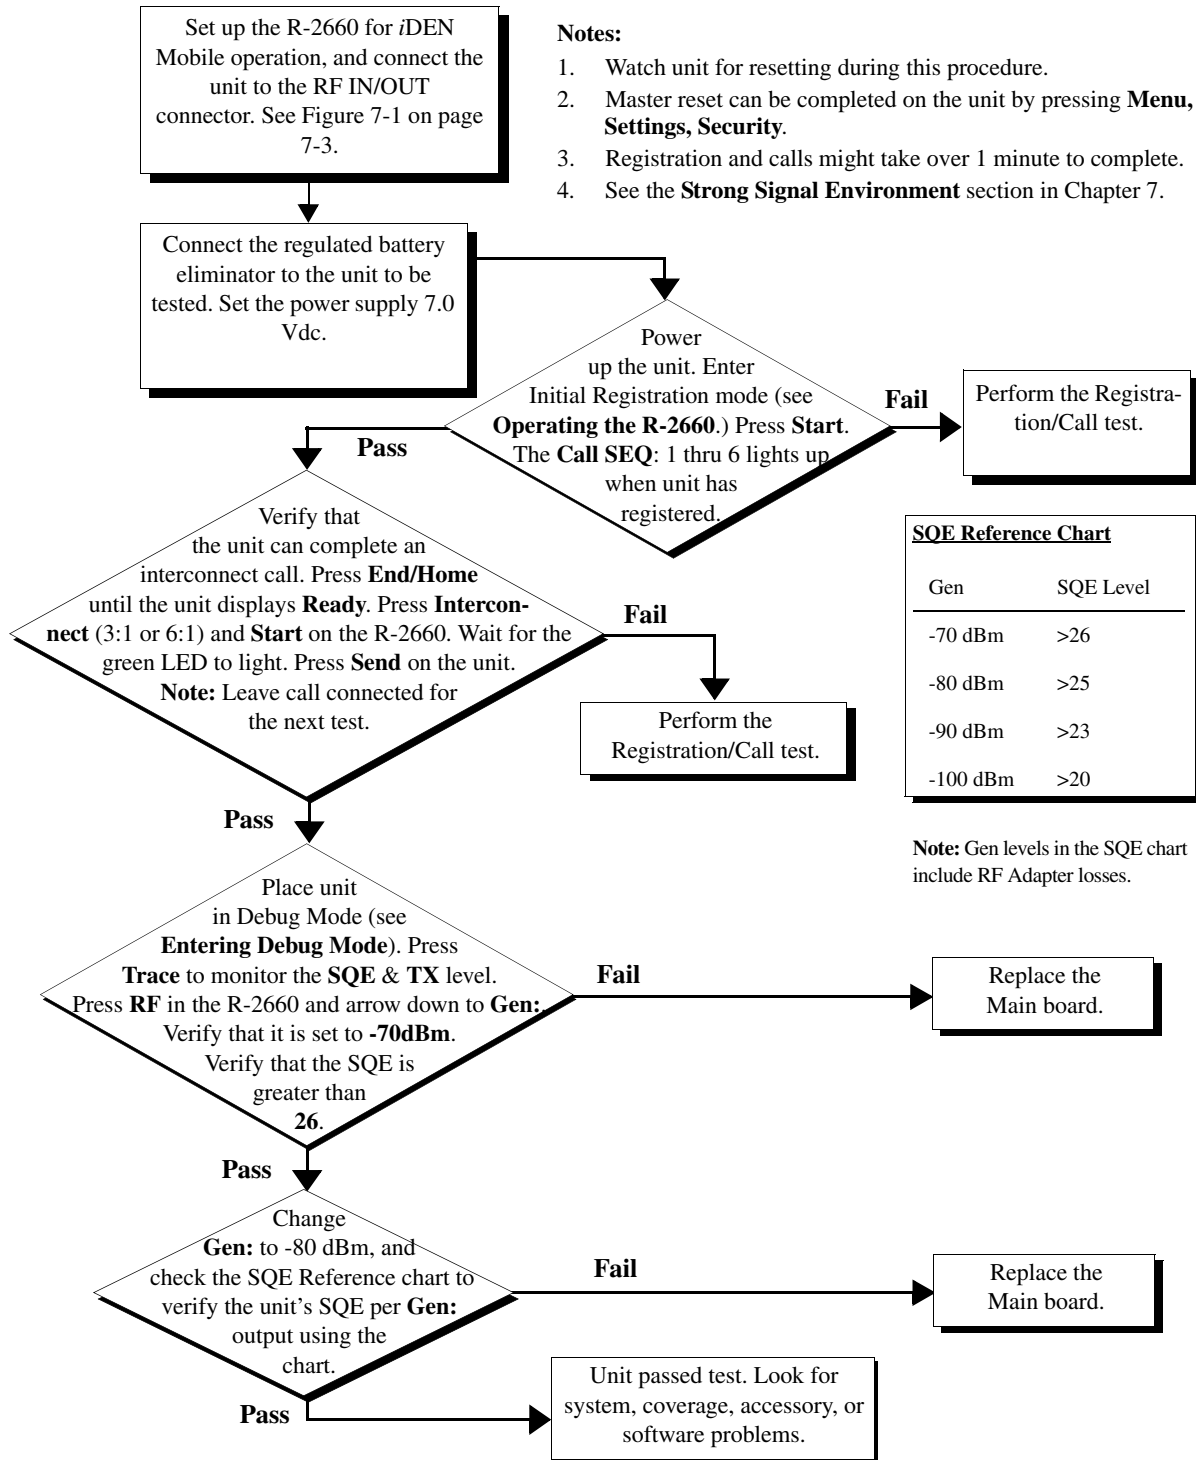 Set up the R-2660 for iDEN
Mobile operation, and connect the
unit to the RF IN/OUT
connector. See Figure 7-1 on page
7-3.
Notes:
1. Watch unit for resetting during this procedure.
2. Master reset can be completed on the unit by pressing Menu,
Settings, Security.
3. Registration and calls might take over 1 minute to complete.
4. See the Strong Signal Environment section in Chapter 7.
Connect the regulated battery
eliminator to the unit to be
tested. Set the power supply 7.0
Vdc.
Power
up the unit. Enter
Initial Registration mode (see
Operating the R-2660.) Press Start.
The Call SEQ: 1 thru 6 lights up
when unit has
registered.
Fail
Perform the Registra-
tion/Call test.
Pass
Verify that
the unit can complete an
interconnect call. Press End/Home
until the unit displays Ready. Press Intercon-
nect (3:1 or 6:1) and Start on the R-2660. Wait for the
green LED to light. Press Send on the unit.
Note: Leave call connected for
the next test.
Fail
Perform the
Registration/Call test.
SQE Reference Chart
Gen SQE Level
-70 dBm >26
-80 dBm >25
-90 dBm >23
-100 dBm >20
Note: Gen levels in the SQE chart
include RF Adapter losses.
Pass
Place unit
in Debug Mode (see
Entering Debug Mode). Press
Trace to monitor the SQE & TX level.
Press RF in the R-2660 and arrow down to Gen:.
Verify that it is set to -70dBm.
Verify that the SQE is
greater than
26.
Fail
Replace the
Main board.
Pass
Change
Gen: to -80 dBm, and
check the SQE Reference chart to
verify the unit's SQE per Gen:
output using the
chart.
Fail
Replace the
Main board.
Pass
Unit passed test. Look for
system, coverage, accessory, or
software problems.